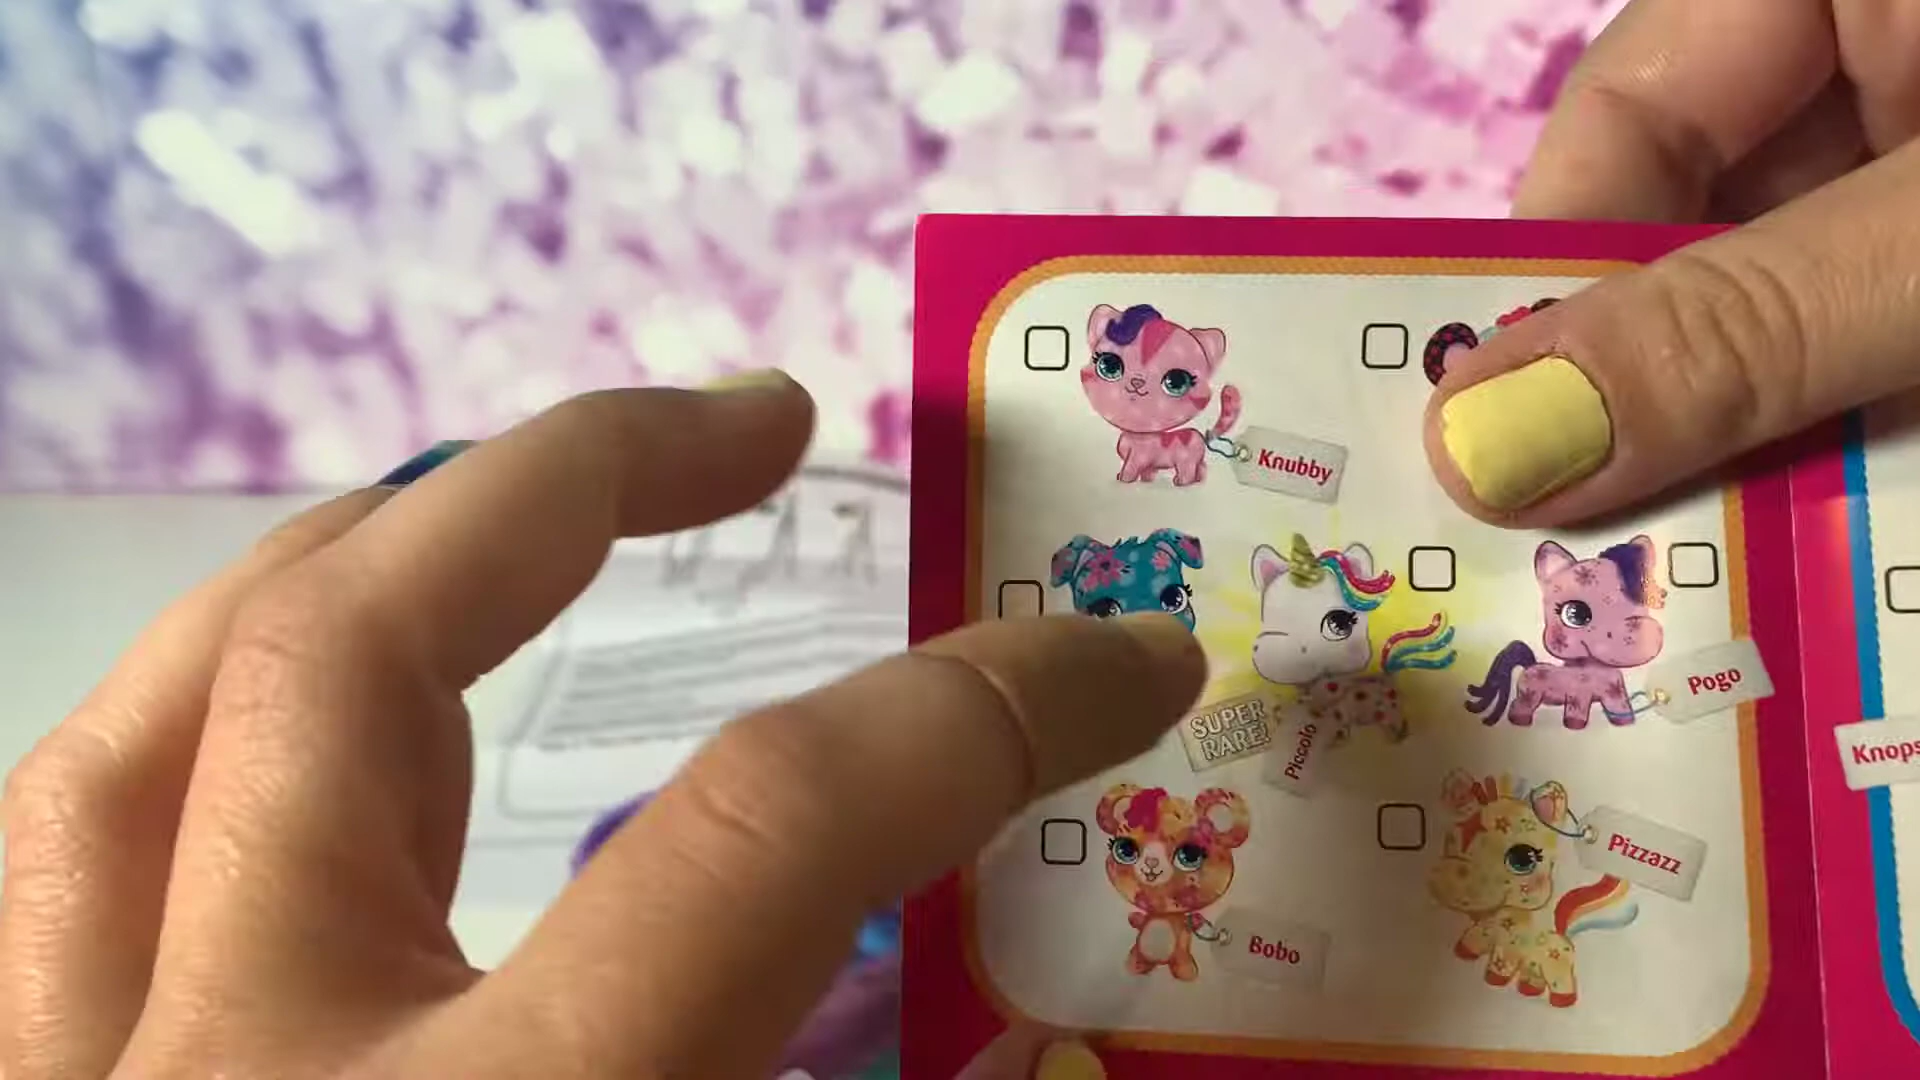 Knubby
SUPER
RARE!
Piccolo
Pogo
Knops
Bobo
Pizzazz